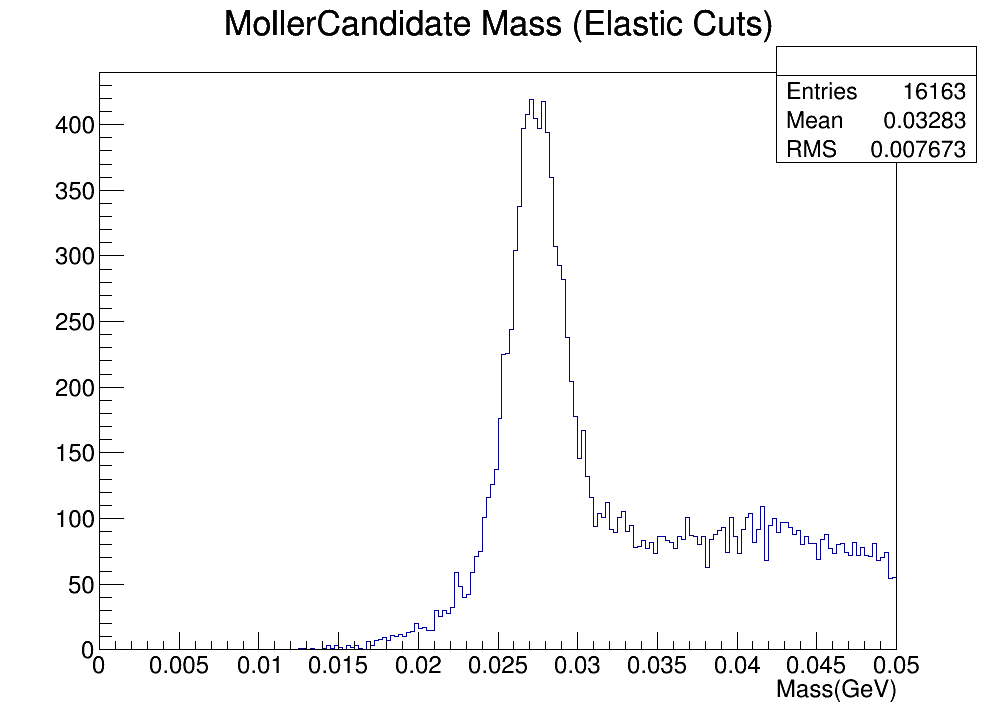 MollerCandidate Mass (Elastic Cuts)
Entries 16163
Mean 0.03283
RMS 0.007673
400
350
300
250
200
150
100
50
0
0 0.005 0.01 0.015 0.02 0.025 0.03 0.035 0.04 0.045 0.05
Mass(GeV)